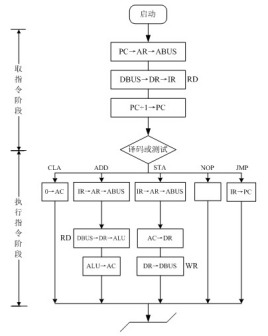 启动
取指令阶段
PC→AR→ABUS
DBUS→DR→IR RD
PC+1→PC
译码或测试
执行指令阶段
CLA ADD STA NOP JMP
0→AC IR→AR→ABUS IR→AR→ABUS IR→PC
RD DBUS→DR→ALU AC→DR
ALU→AC DR→DBUS WR